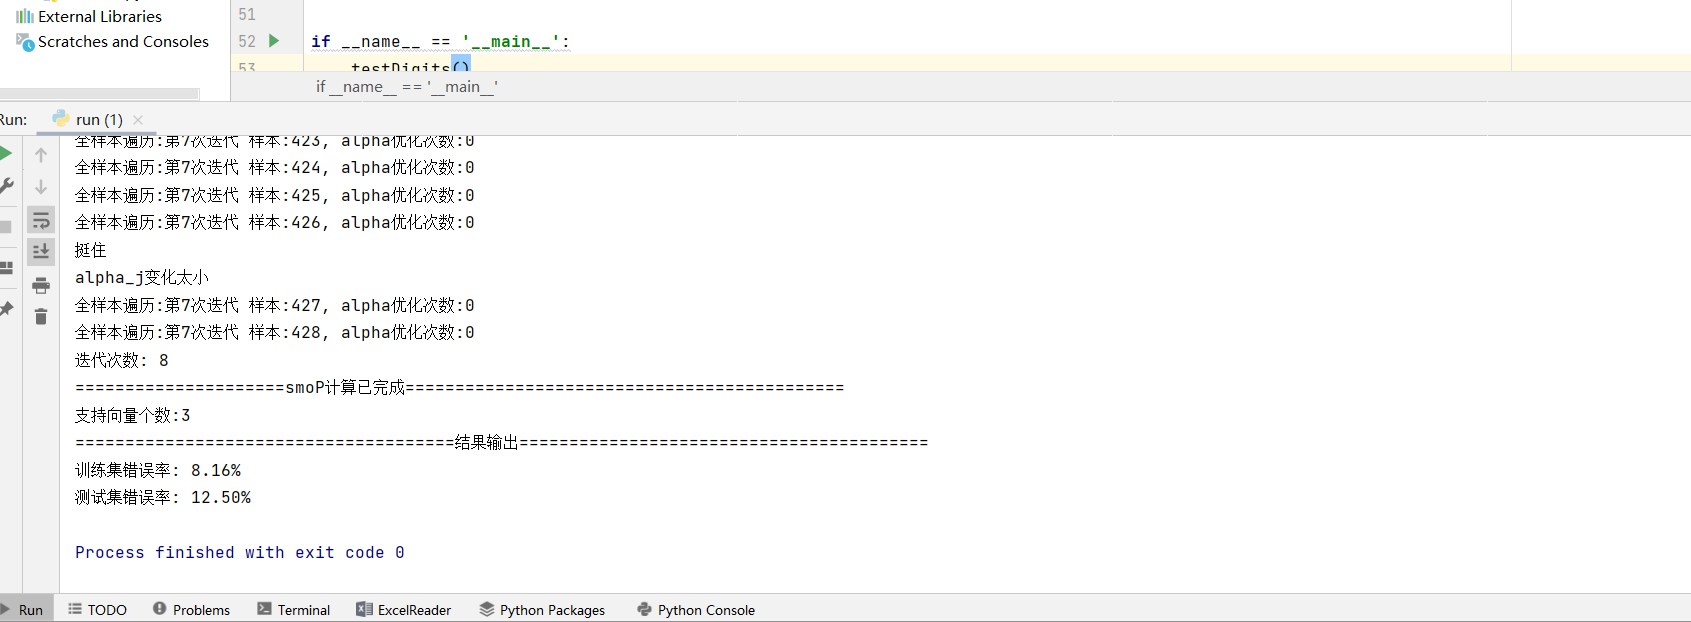 External Libraries
Scratches and Consoles
51
52 if __name__ == '__main__':
53 testDigits()
if __name__ == '__main__'
Run: run (1)
全样本遍历:第7次迭代 样本:423, alpha优化次数:0
全样本遍历:第7次迭代 样本:424, alpha优化次数:0
全样本遍历:第7次迭代 样本:425, alpha优化次数:0
全样本遍历:第7次迭代 样本:426, alpha优化次数:0
挺住
alpha_j变化太小
全样本遍历:第7次迭代 样本:427, alpha优化次数:0
全样本遍历:第7次迭代 样本:428, alpha优化次数:0
迭代次数: 8
=====================smoP计算已完成============================================
支持向量个数:3
======================================结果输出=========================================
训练集错误率: 8.16%
测试集错误率: 12.50%
Process finished with exit code 0
Run TODO Problems Terminal ExcelReader Python Packages Python Console